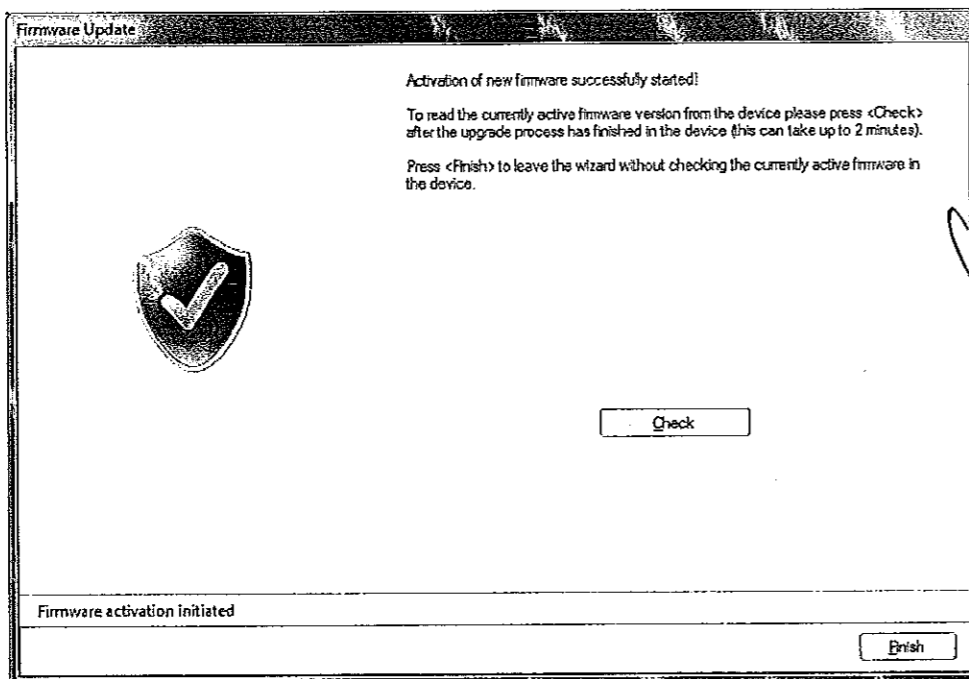 Firmware Update
Activation of new firmware successfully started!
To read the currently active firmware version from the device please press <Check>
after the upgrade process has finished in the device (this can take up to 2 minutes).
Press <Finish> to leave the wizard without checking the currently active firmware in
the device.
Check
Firmware activation initiated
Finish